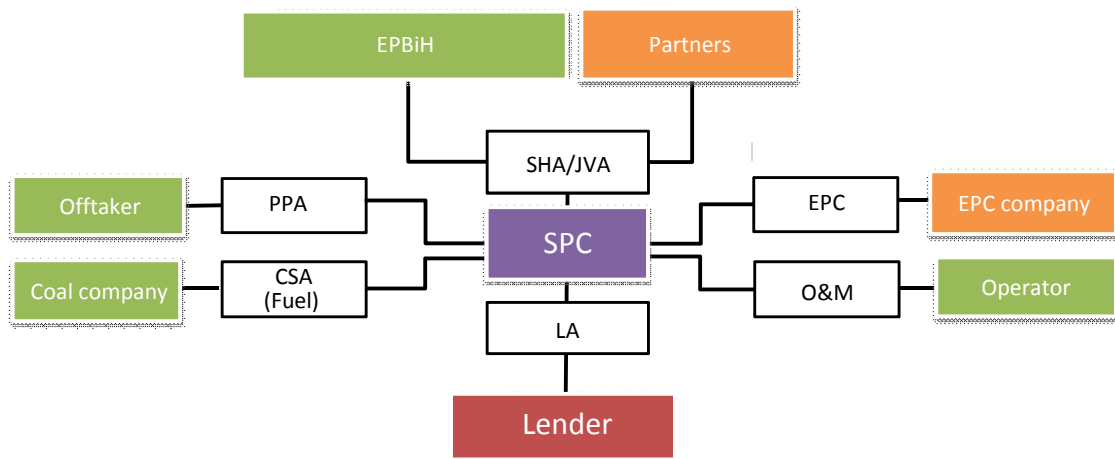 EPBiH
Partners
SHA/JVA
Offtaker
PPA
EPC
EPC company
SPC
Coal company
CSA
(Fuel)
O&M
Operator
LA
Lender